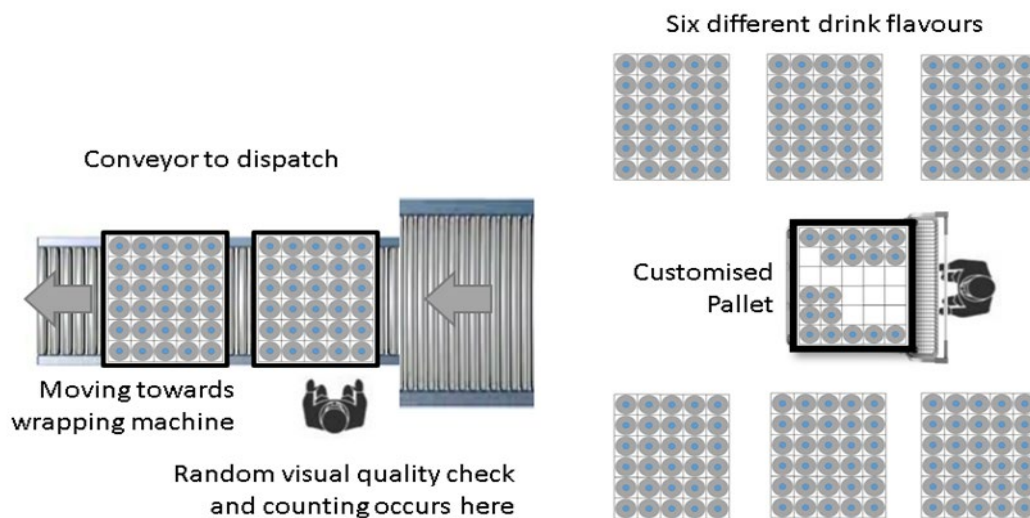 Six different drink flavours
Conveyor to dispatch
Customised
Pallet
Moving towards
wrapping machine
Random visual quality check
and counting occurs here